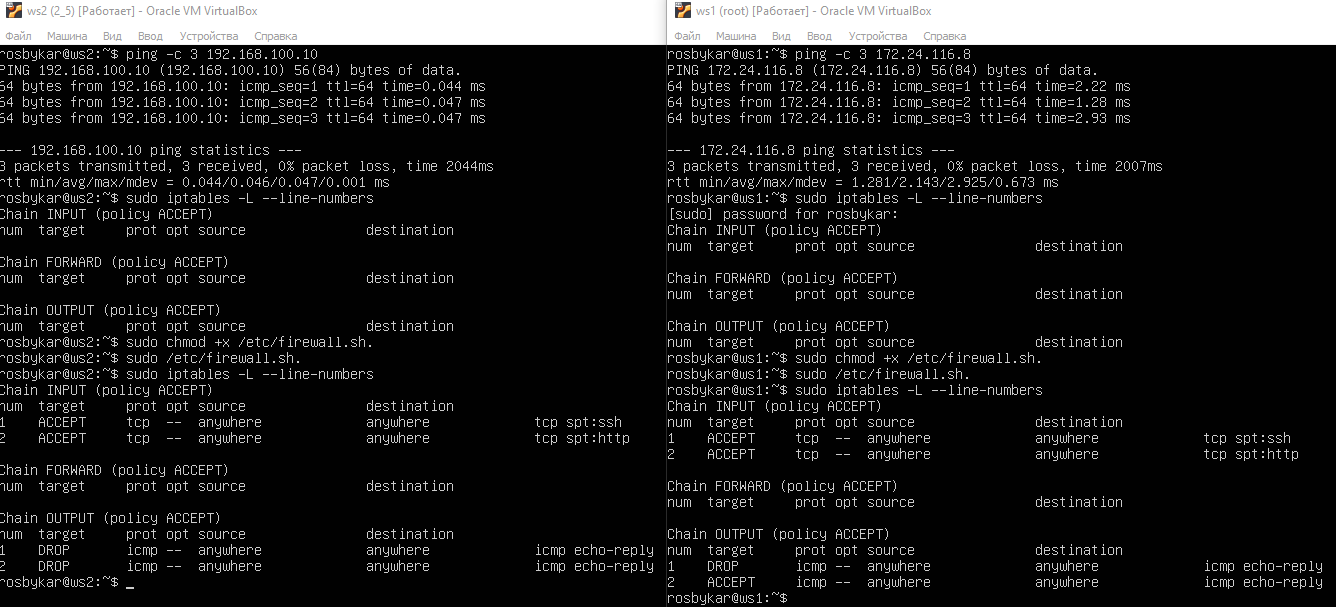 ws2 (2_5) [Работает] - Oracle VM VirtualBox
Файл Машина Вид Ввод Устройства Справка
rosbykar@ws2:~$ ping -c 3 192.168.100.10
PING 192.168.100.10 (192.168.100.10) 56(84) bytes of data.
64 bytes from 192.168.100.10: icmp_seq=1 ttl=64 time=0.044 ms
64 bytes from 192.168.100.10: icmp_seq=2 ttl=64 time=0.047 ms
64 bytes from 192.168.100.10: icmp_seq=3 ttl=64 time=0.047 ms
--- 192.168.100.10 ping statistics ---
3 packets transmitted, 3 received, 0% packet loss, time 2044ms
rtt min/avg/max/mdev = 0.044/0.046/0.047/0.001 ms
rosbykar@ws2:~$ sudo iptables -L --line-numbers
Chain INPUT (policy ACCEPT)
num target prot opt source destination
Chain FORWARD (policy ACCEPT)
num target prot opt source destination
Chain OUTPUT (policy ACCEPT)
num target prot opt source destination
rosbykar@ws2:~$ sudo chmod +x /etc/firewall.sh.
rosbykar@ws2:~$ sudo /etc/firewall.sh.
rosbykar@ws2:~$ sudo iptables -L --line-numbers
Chain INPUT (policy ACCEPT)
num target prot opt source destination
1 ACCEPT tcp -- anywhere anywhere tcp spt:ssh
2 ACCEPT tcp -- anywhere anywhere tcp spt:http
Chain FORWARD (policy ACCEPT)
num target prot opt source destination
Chain OUTPUT (policy ACCEPT)
num target prot opt source destination
1 DROP icmp -- anywhere anywhere icmp echo-reply
2 DROP icmp -- anywhere anywhere icmp echo-reply
rosbykar@ws2:~$ _
ws1 (root) [Работает] - Oracle VM VirtualBox
Файл Машина Вид Ввод Устройства Справка
rosbykar@ws1:~$ ping -c 3 172.24.116.8
PING 172.24.116.8 (172.24.116.8) 56(84) bytes of data.
64 bytes from 172.24.116.8: icmp_seq=1 ttl=64 time=2.22 ms
64 bytes from 172.24.116.8: icmp_seq=2 ttl=64 time=1.28 ms
64 bytes from 172.24.116.8: icmp_seq=3 ttl=64 time=2.93 ms
--- 172.24.116.8 ping statistics ---
3 packets transmitted, 3 received, 0% packet loss, time 2007ms
rtt min/avg/max/mdev = 1.281/2.143/2.925/0.673 ms
rosbykar@ws1:~$ sudo iptables -L --line-numbers
[sudo] password for rosbykar:
Chain INPUT (policy ACCEPT)
num target prot opt source destination
Chain FORWARD (policy ACCEPT)
num target prot opt source destination
Chain OUTPUT (policy ACCEPT)
num target prot opt source destination
rosbykar@ws1:~$ sudo chmod +x /etc/firewall.sh.
rosbykar@ws1:~$ sudo /etc/firewall.sh.
rosbykar@ws1:~$ sudo iptables -L --line-numbers
Chain INPUT (policy ACCEPT)
num target prot opt source destination
1 ACCEPT tcp -- anywhere anywhere tcp spt:ssh
2 ACCEPT tcp -- anywhere anywhere tcp spt:http
Chain FORWARD (policy ACCEPT)
num target prot opt source destination
Chain OUTPUT (policy ACCEPT)
num target prot opt source destination
1 DROP icmp -- anywhere anywhere icmp echo-reply
2 ACCEPT icmp -- anywhere anywhere icmp echo-reply
rosbykar@ws1:~$